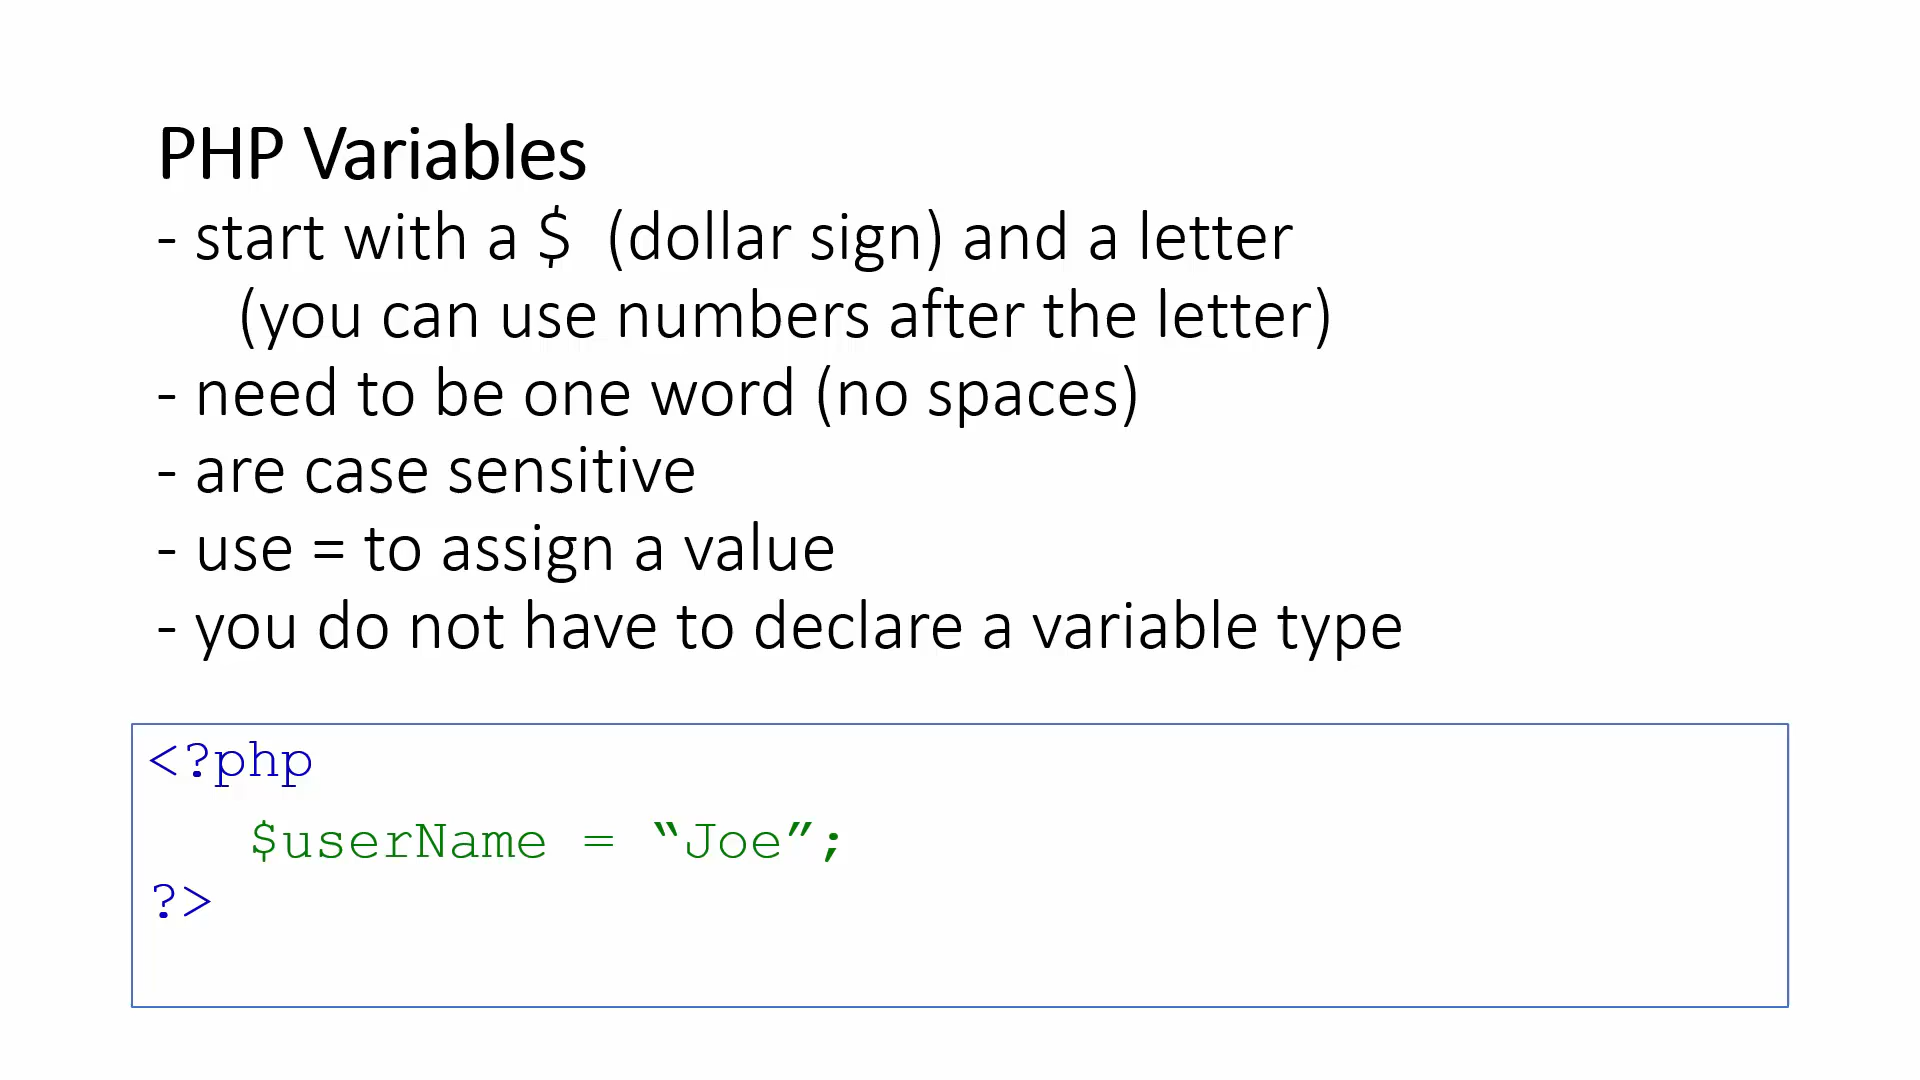 PHP Variables
- start with a $ (dollar sign) and a letter
(you can use numbers after the letter)
- need to be one word (no spaces)
- are case sensitive
- use = to assign a value
- you do not have to declare a variable type
<?php
$userName = “Joe”;
?>